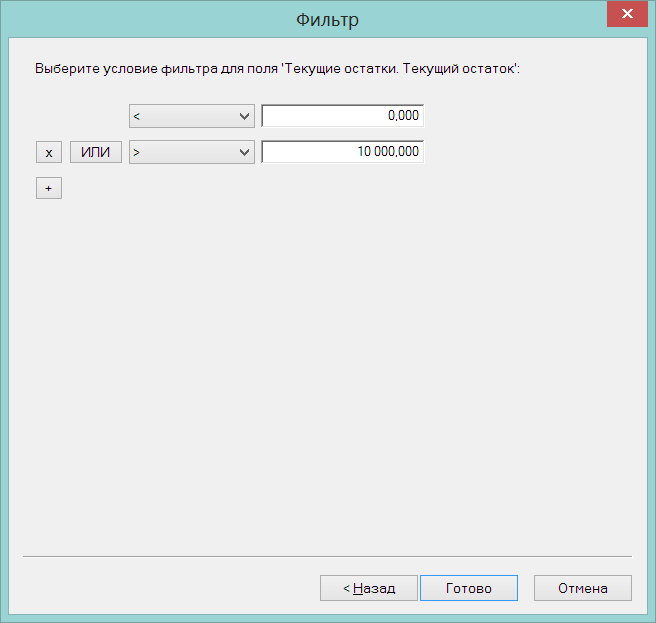 Фильтр
Выберите условие фильтра для поля 'Текущие остатки. Текущий остаток':
< 0,000
x ИЛИ > 10 000,000
+
< Назад Готово Отмена